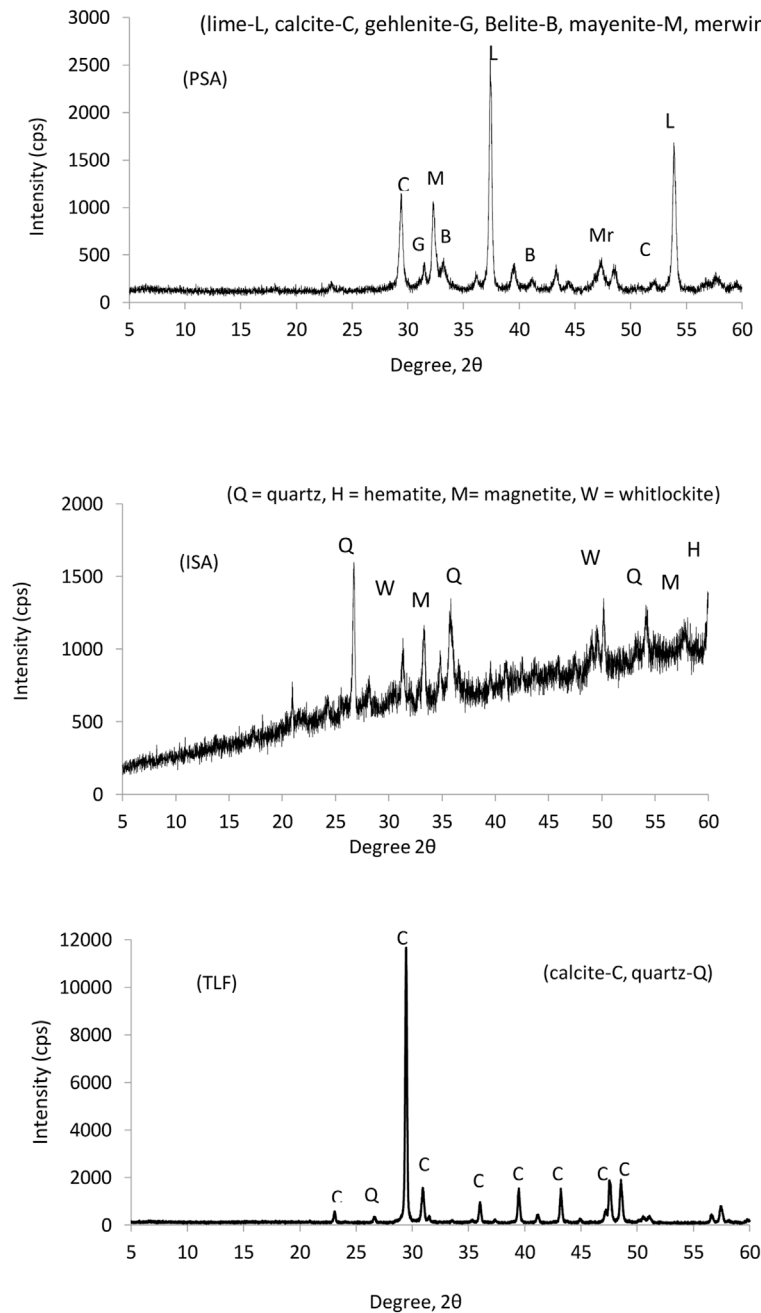 (lime-L, calcite-C, gehlenite-G, Belite-B, mayenite-M,
(PSA)
L
L
C
M
G
B
B
Mr
C
Intensity (cps)
3000
2500
2000
1500
1000
500
0
5 10 15 20 25 30 35 40 45 50 55 60
Degree, 2θ
(Q = quartz, H = hematite, M= magnetite, W = whitlockite)
(ISA)
Q
W
M
Q
W
Q
M
H
Intensity (cps)
2000
1500
1000
500
0
5 10 15 20 25 30 35 40 45 50 55 60
Degree 2θ
C
(TLF)
(calcite-C, quartz-Q)
C
Q
C
C
C
C
C
C
Intensity (cps)
12000
10000
8000
6000
4000
2000
0
5 10 15 20 25 30 35 40 45 50 55 60
Degree, 2θ